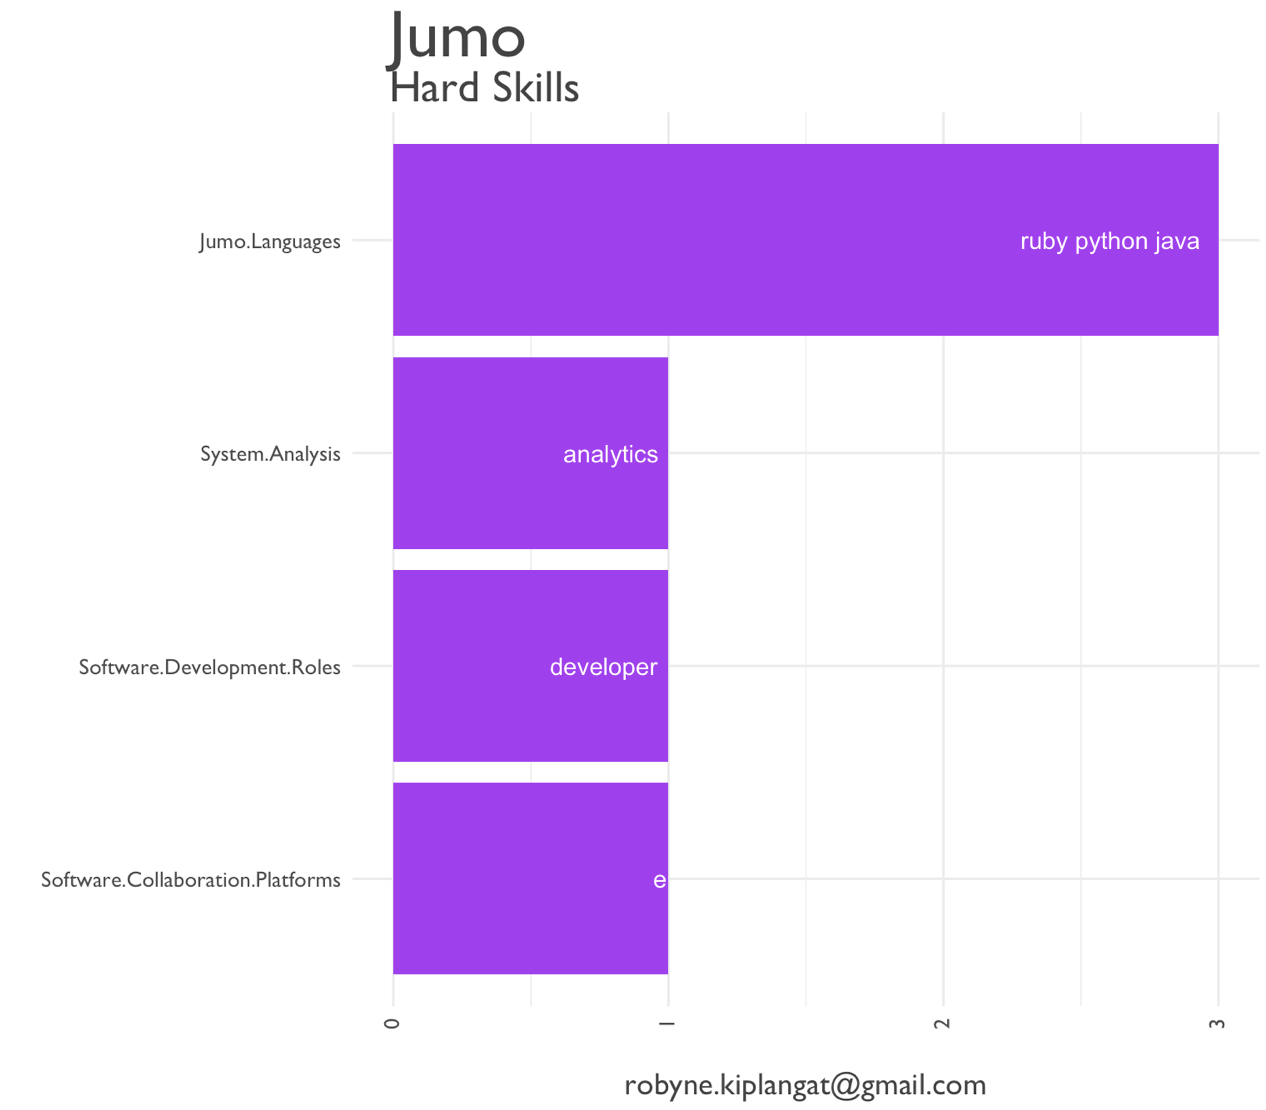 Jumo
Hard Skills
Jumo.Languages
ruby python java
System.Analysis
analytics
Software.Development.Roles
developer
Software.Collaboration.Platforms
e
0
1
2
3
robyne.kiplangat@gmail.com